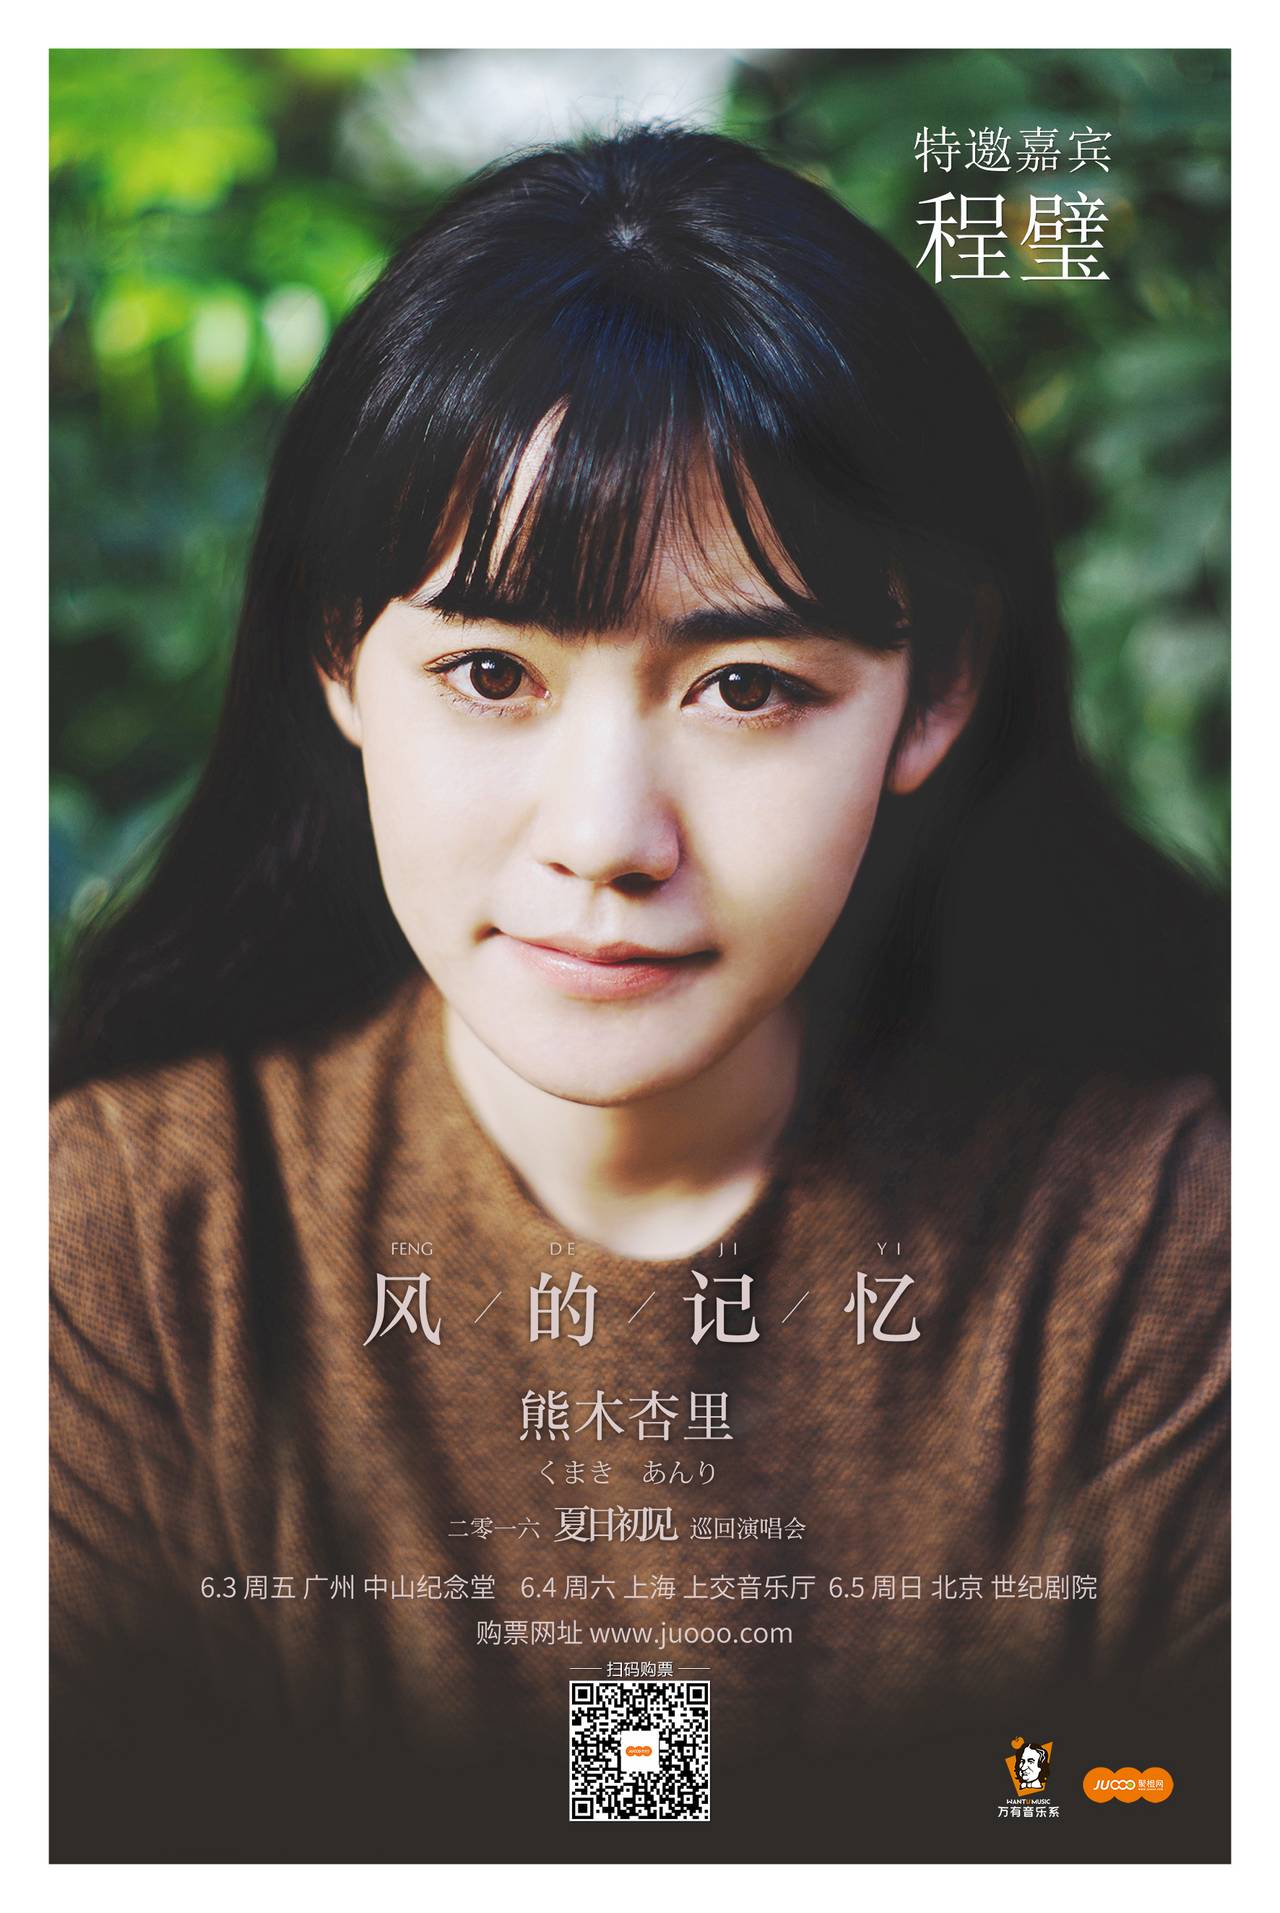 特邀嘉宾
程璧
FENG DE JI YI
风/的/记/忆
熊木杏里
くまき あんり
二零一六 夏日初见 巡回演唱会
6.3 周五 广州 中山纪念堂 6.4 周六 上海 上交音乐厅 6.5 周日 北京 世纪剧院
购票网址 www.juooo.com
扫码购票
WANTU MUSIC
万有音乐系
JUOOO 聚橙网